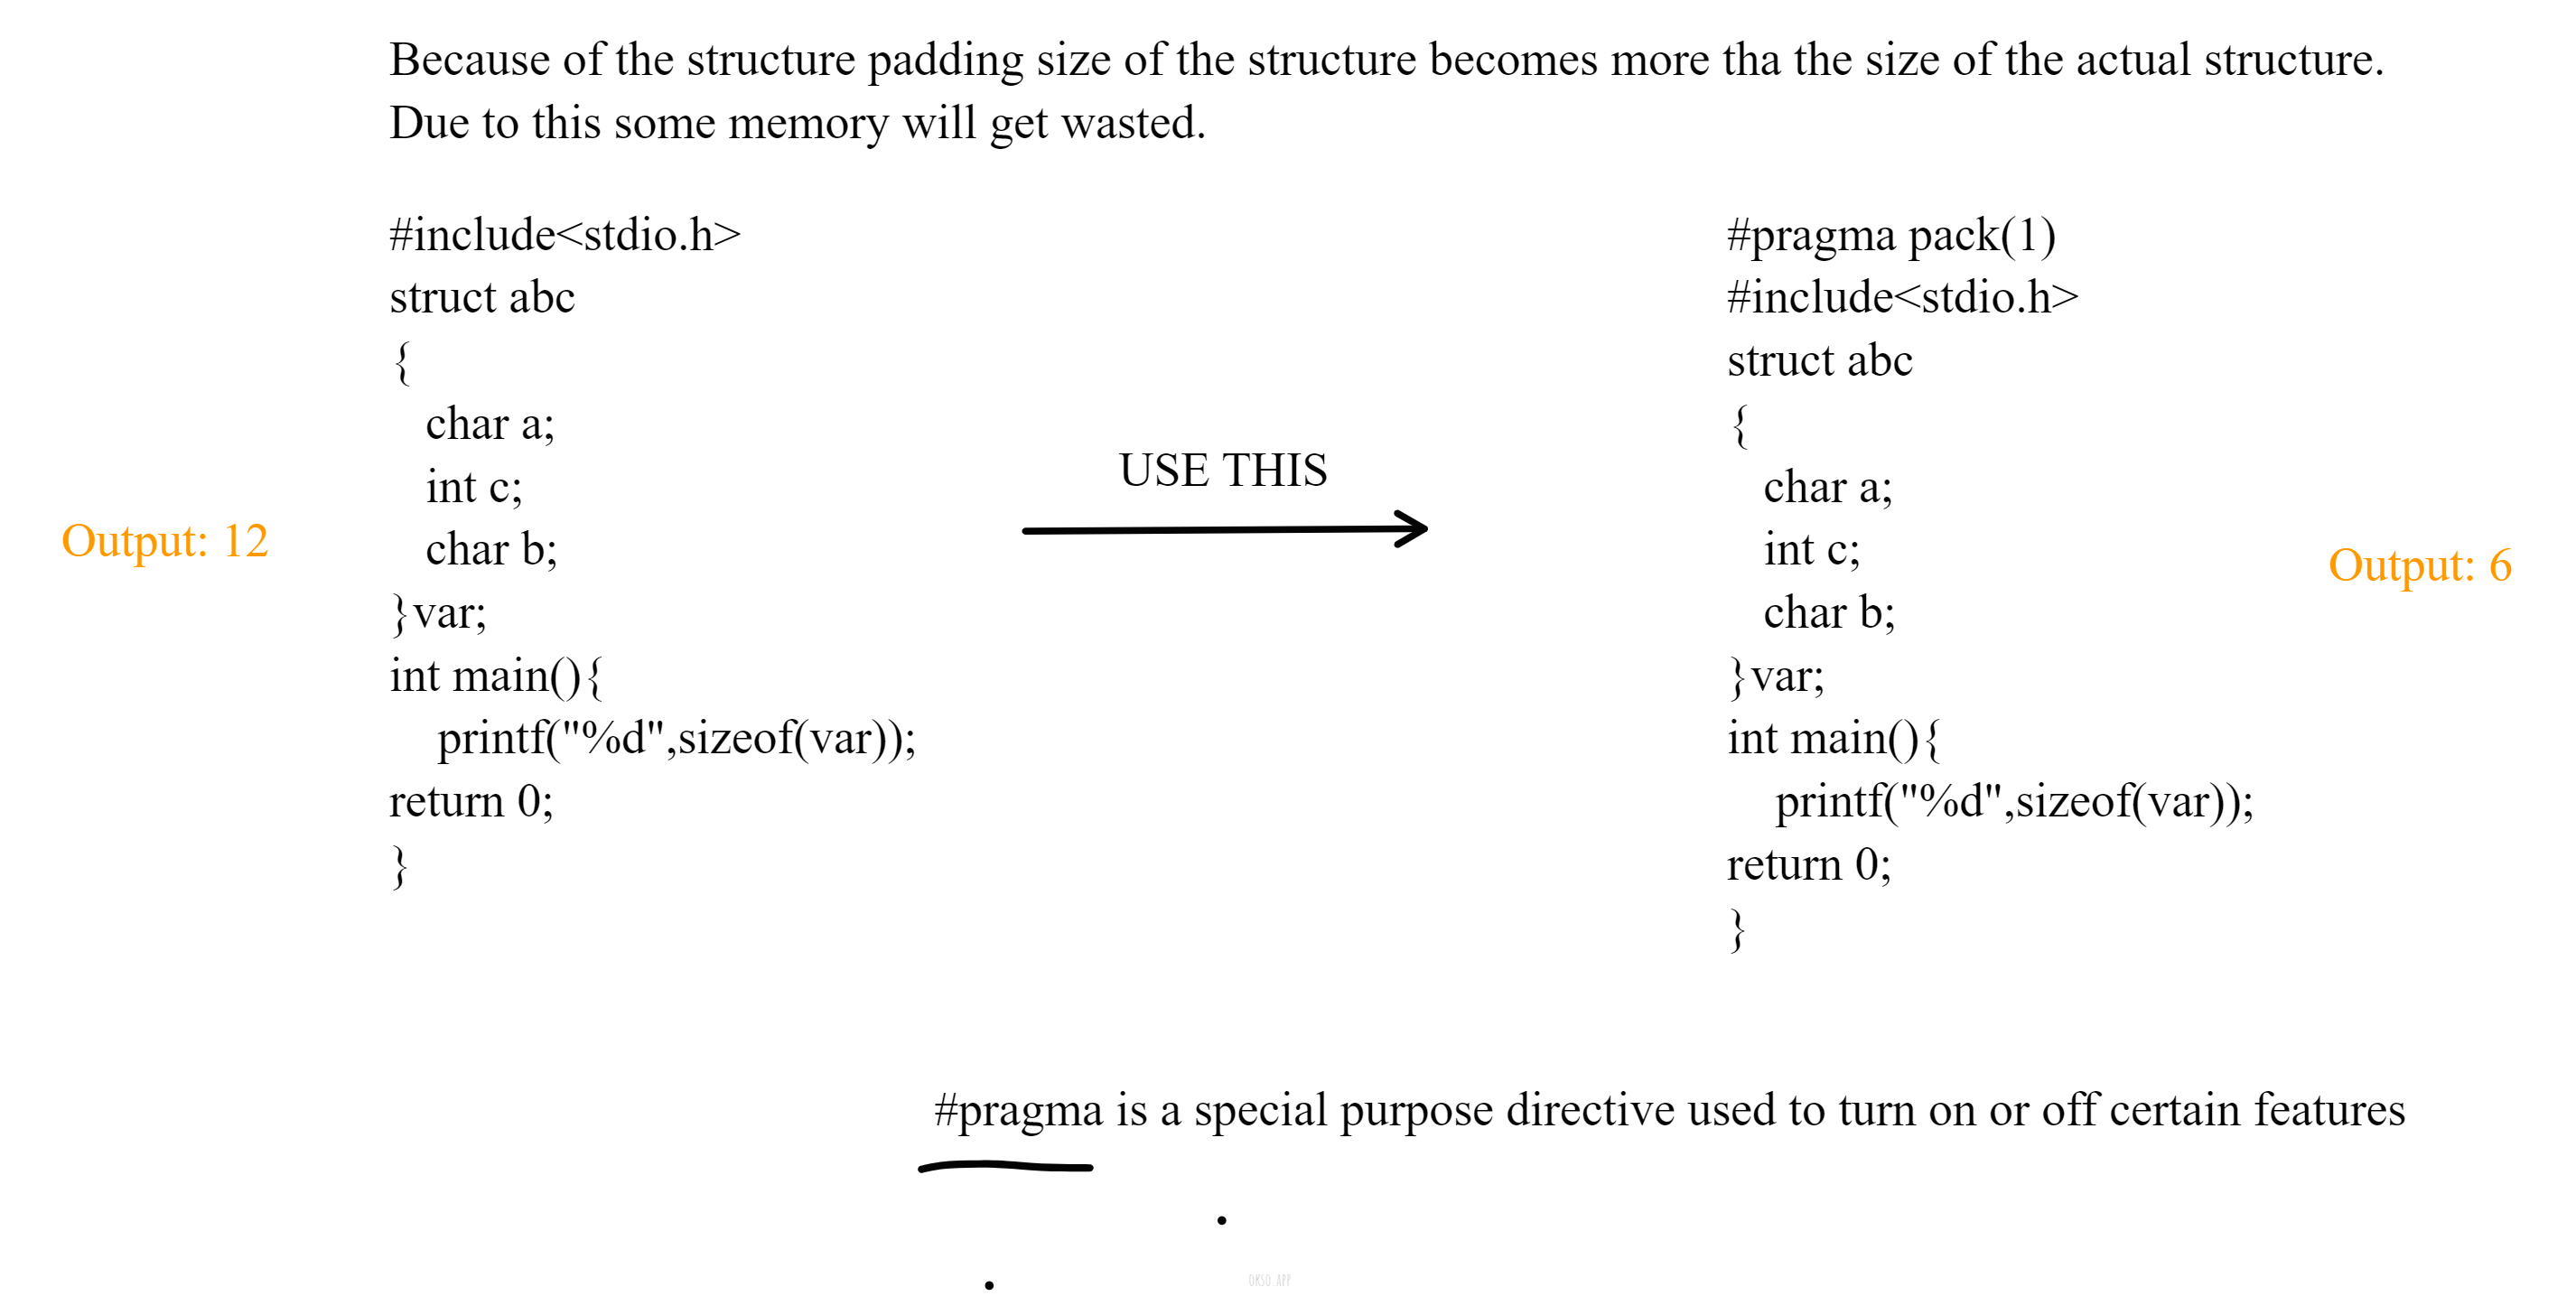 Because of the structure padding size of the structure becomes more tha the size of the actual structure.
Due to this some memory will get wasted.
#include<stdio.h>
struct abc
{
char a;
int c;
char b;
}var;
int main(){
printf("%d",sizeof(var));
return 0;
}
Output: 12
USE THIS
#pragma pack(1)
#include<stdio.h>
struct abc
{
char a;
int c;
char b;
}var;
int main(){
printf("%d",sizeof(var));
return 0;
}
Output: 6
#pragma is a special purpose directive used to turn on or off certain features
OKSO.APP